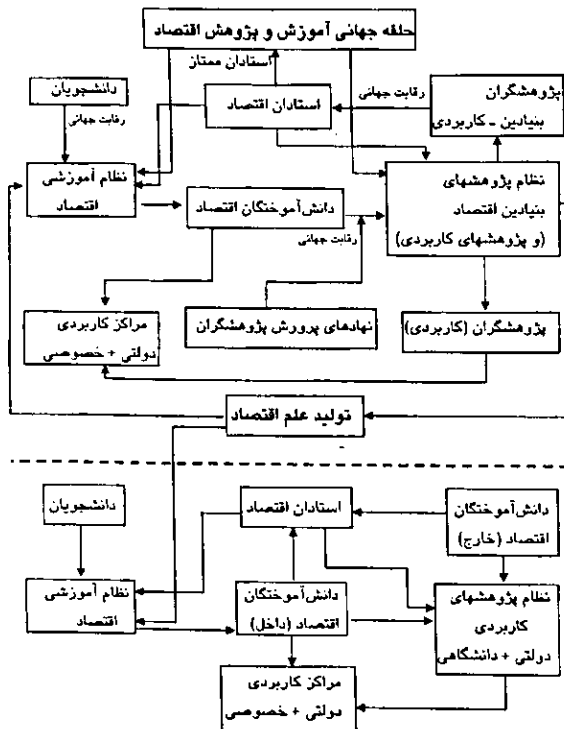 حلقه جهانی آموزش و پژوهش اقتصاد
استادان ممتاز
دانشجویان
رقابت جهانی
استادان اقتصاد
رقابت جهانی
پژوهشگران
بنیادین ـ کاربردی
نظام آموزشی
اقتصاد
دانش‌آموختگان اقتصاد
رقابت جهانی
نظام پژوهشهای
بنیادین اقتصاد
(و پژوهشهای کاربردی)
مراکز کاربردی
دولتی + خصوصی
نهادهای پرورش پژوهشگران
پژوهشگران (کاربردی)
تولید علم اقتصاد
دانشجویان
استادان اقتصاد
دانش‌آموختگان
اقتصاد (خارج)
نظام آموزشی
اقتصاد
دانش‌آموختگان
اقتصاد (داخل)
نظام پژوهشهای
کاربردی
دولتی + دانشگاهی
مراکز کاربردی
دولتی + خصوصی